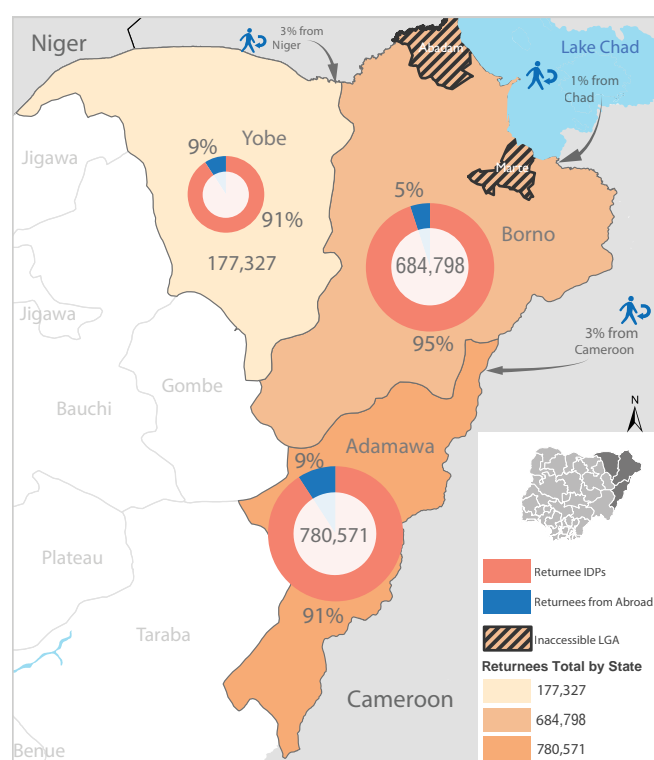 Niger
3% from
Niger
Abadam
Lake Chad
1% from
Chad
Jigawa
9%
Yobe
91%
177,327
Marte
5%
Borno
684,798
95%
Jigawa
3% from
Cameroon
Gombe
Bauchi
N
Adamawa
9%
780,571
91%
Plateau
Taraba
Cameroon
Benue
Returnee IDPs
Returnees from Abroad
Inaccessible LGA
Returnees Total by State
177,327
684,798
780,571